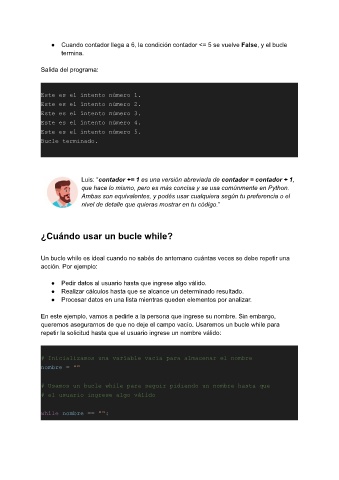 ● Cuando contador llega a 6, la condición contador <= 5 se vuelve False, y el bucle
termina.
Salida del programa:
Este es el intento número 1.
Este es el intento número 2.
Este es el intento número 3.
Este es el intento número 4.
Este es el intento número 5.
Bucle terminado.
Luis: "contador += 1 es una versión abreviada de contador = contador + 1,
que hace lo mismo, pero es más concisa y se usa comúnmente en Python.
Ambas son equivalentes, y podés usar cualquiera según tu preferencia o el
nivel de detalle que quieras mostrar en tu código."
¿Cuándo usar un bucle while?
Un bucle while es ideal cuando no sabés de antemano cuántas veces se debe repetir una
acción. Por ejemplo:
● Pedir datos al usuario hasta que ingrese algo válido.
● Realizar cálculos hasta que se alcance un determinado resultado.
● Procesar datos en una lista mientras queden elementos por analizar.
En este ejemplo, vamos a pedirle a la persona que ingrese su nombre. Sin embargo,
queremos asegurarnos de que no deje el campo vacío. Usaremos un bucle while para
repetir la solicitud hasta que el usuario ingrese un nombre válido:
# Inicializamos una variable vacía para almacenar el nombre
nombre = ""
# Usamos un bucle while para seguir pidiendo un nombre hasta que
# el usuario ingrese algo válido
while nombre == "":